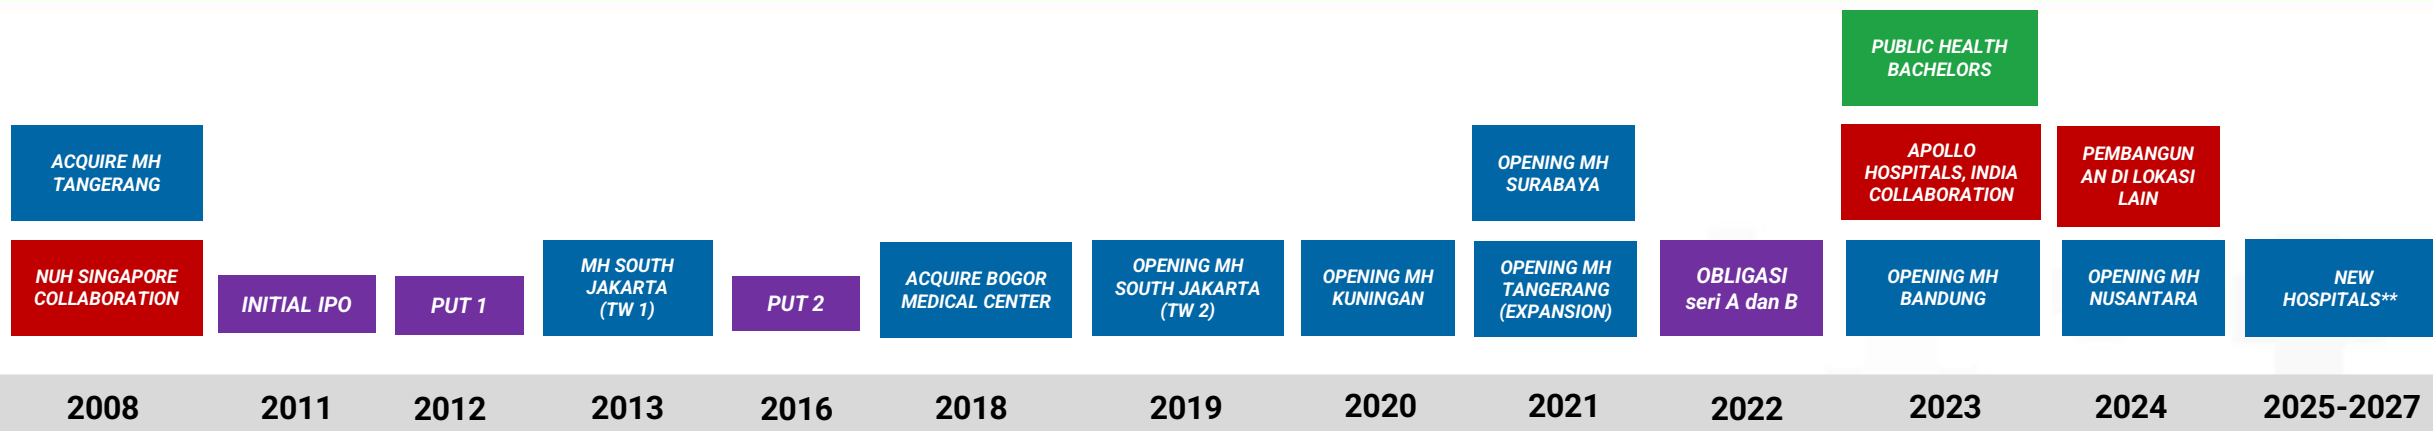 PUBLIC HEALTH
BACHELORS
ACQUIRE MH
TANGERANG
OPENING MH
SURABAYA
APOLLO
HOSPITALS, INDIA
COLLABORATION
PEMBANGUN
AN DI LOKASI
LAIN
NUH SINGAPORE
COLLABORATION
INITIAL IPO
PUT 1
MH SOUTH
JAKARTA
(TW 1)
PUT 2
ACQUIRE BOGOR
MEDICAL CENTER
OPENING MH
SOUTH JAKARTA
(TW 2)
OPENING MH
KUNINGAN
OPENING MH
TANGERANG
(EXPANSION)
OBLIGASI
seri A dan B
OPENING MH
BANDUNG
OPENING MH
NUSANTARA
NEW
HOSPITALS**
2008
2011
2012
2013
2016
2018
2019
2020
2021
2022
2023
2024
2025-2027